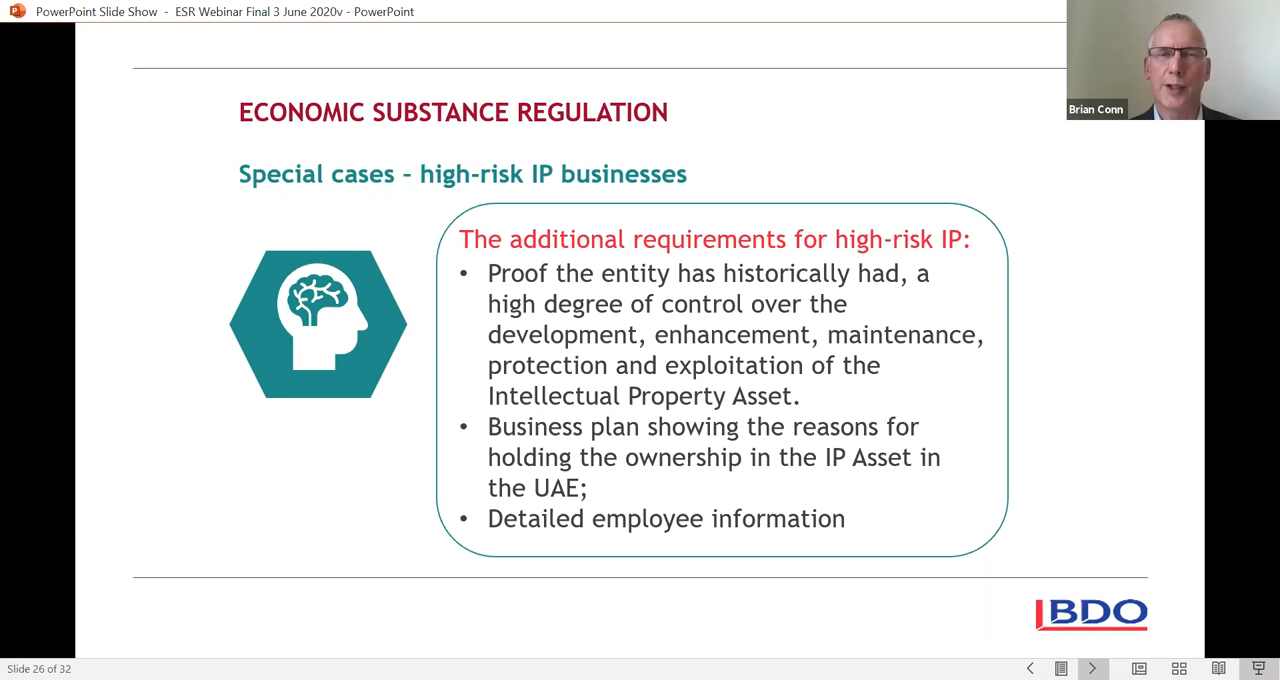 PowerPoint Slide Show - ESR Webinar Final 3 June 2020v - PowerPoint
Brian Conn
ECONOMIC SUBSTANCE REGULATION
Special cases – high-risk IP businesses
The additional requirements for high-risk IP:
• Proof the entity has historically had, a
high degree of control over the
development, enhancement, maintenance,
protection and exploitation of the
Intellectual Property Asset.
• Business plan showing the reasons for
holding the ownership in the IP Asset in
the UAE;
• Detailed employee information
BDO
Slide 26 of 32